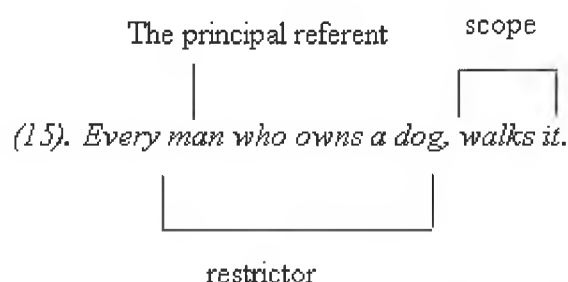 The principal referent scope
(15). Every man who owns a dog, walks it.
restrictor